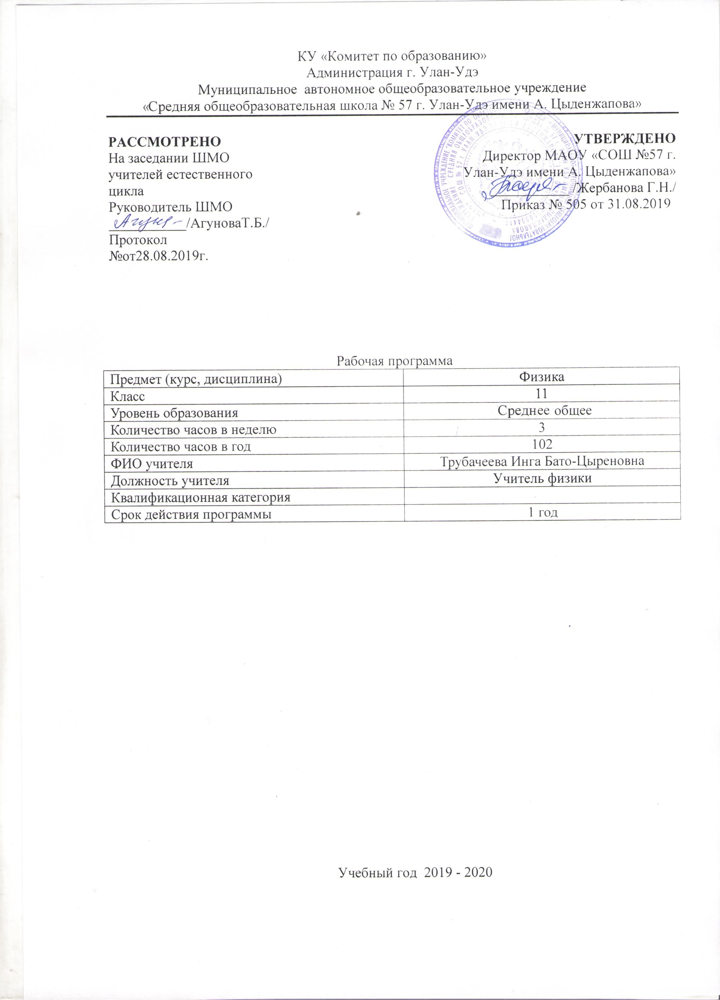 КУ «Комитет по образованию»
Администрация г. Улан-Удэ
Муниципальное автономное общеобразовательное учреждение
«Средняя общеобразовательная школа № 57 г. Улан-Удэ имени А. Цыденжапова»
РАССМОТРЕНО
На заседании ШМО
учителей естественного
цикла
Руководитель ШМО
/АгуноваТ.Б./
Протокол
№от28.08.2019г.
УТВЕРЖДЕНО
Директор МАОУ «СОШ №57 г.
Улан-Удэ имени А. Цыденжапова»
/Жербанова Г.Н./
Приказ № 505 от 31.08.2019
Рабочая программа
Предмет (курс, дисциплина) Физика
Класс 11
Уровень образования Среднее общее
Количество часов в неделю 3
Количество часов в год 102
ФИО учителя Трубачеева Инга Бато-Цыреновна
Должность учителя Учитель физики
Квалификационная категория
Срок действия программы 1 год
Учебный год 2019 - 2020